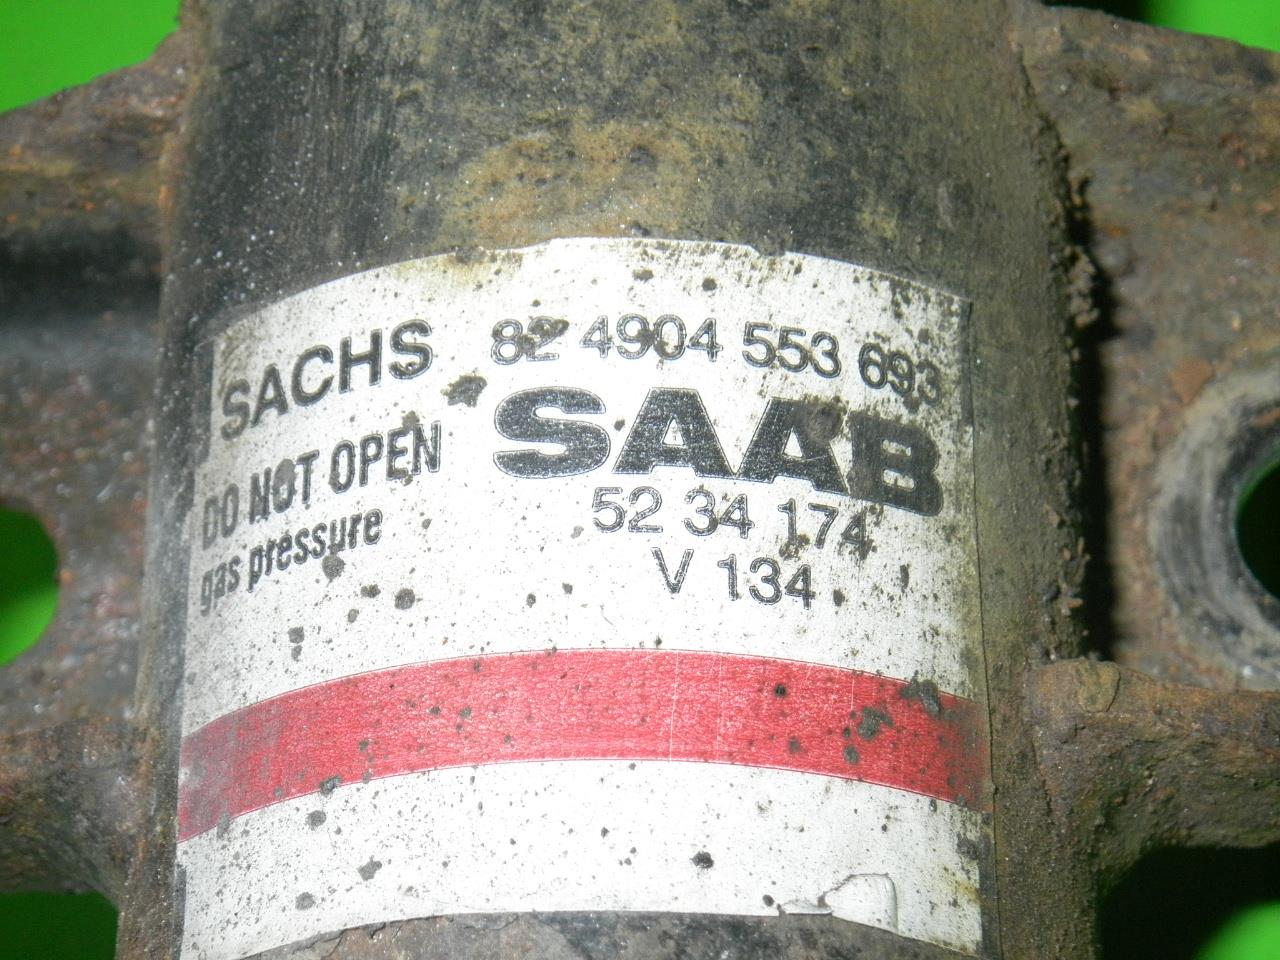 SACHS 82 4904 553 693
SAAB
DO NOT OPEN
gas pressure
52 34 174
V 134